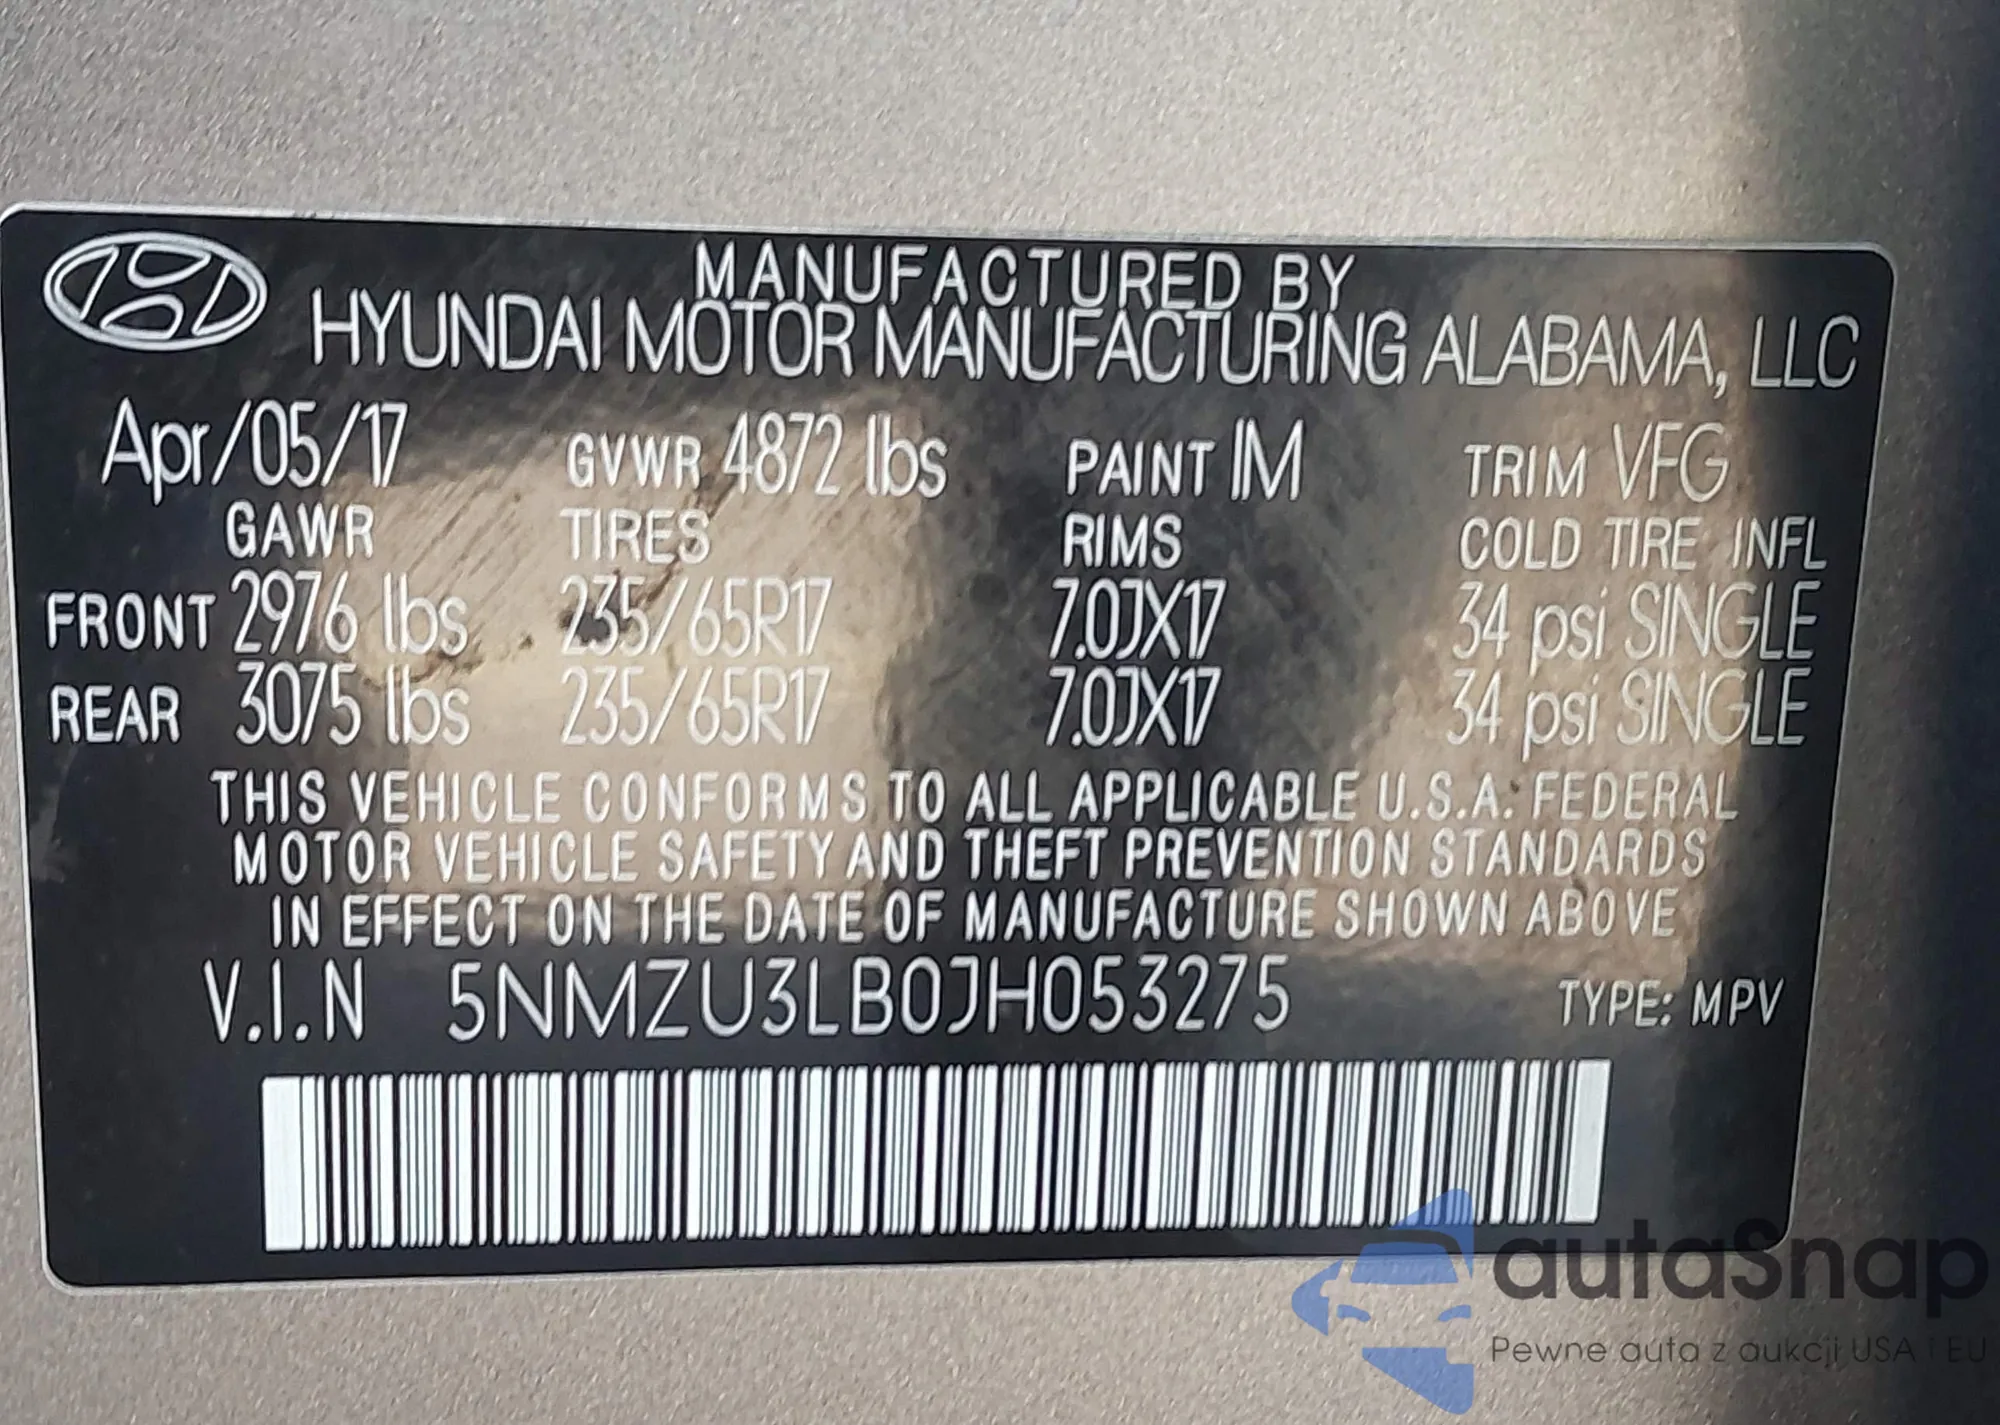 MANUFACTURED BY
HYUNDAI MOTOR MANUFACTURING ALABAMA, LLC
Apr/05/17 GVWR 4872 lbs PAINT IM TRIM VFG
GAWR TIRES RIMS COLD TIRE INFL
FRONT 2976 lbs 235/65R17 7.0JX17 34 psi SINGLE
REAR 3075 lbs 235/65R17 7.0JX17 34 psi SINGLE
THIS VEHICLE CONFORMS TO ALL APPLICABLE U.S.A. FEDERAL
MOTOR VEHICLE SAFETY AND THEFT PREVENTION STANDARDS
IN EFFECT ON THE DATE OF MANUFACTURE SHOWN ABOVE
V.I.N 5NMZU3LB0JH053275 TYPE: MPV
autaSnap
Pewne auta z aukcji USA i EU